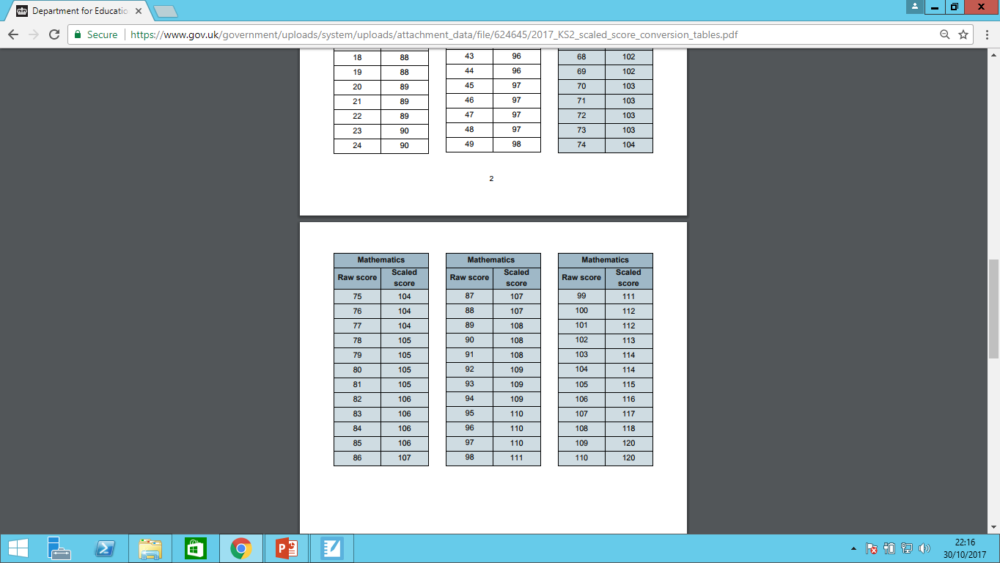 Department for Educatio
Secure
https://www.gov.uk/government/uploads/system/uploads/attachment_data/file/624645/2017_KS2_scaled_score_conversion_tables.pdf
18 88 43 96 68 102
19 88 44 96 69 102
20 89 45 97 70 103
21 89 46 97 71 103
22 89 47 97 72 103
23 90 48 97 73 103
24 90 49 98 74 104
2
Mathematics Mathematics Mathematics
Raw score Scaled score Raw score Scaled score Raw score Scaled score
75 104 87 107 99 111
76 104 88 107 100 112
77 104 89 108 101 112
78 105 90 108 102 113
79 105 91 108 103 114
80 105 92 109 104 114
81 105 93 109 105 115
82 106 94 109 106 116
83 106 95 110 107 117
84 106 96 110 108 118
85 106 97 110 109 120
86 107 98 111 110 120
22:16
30/10/2017